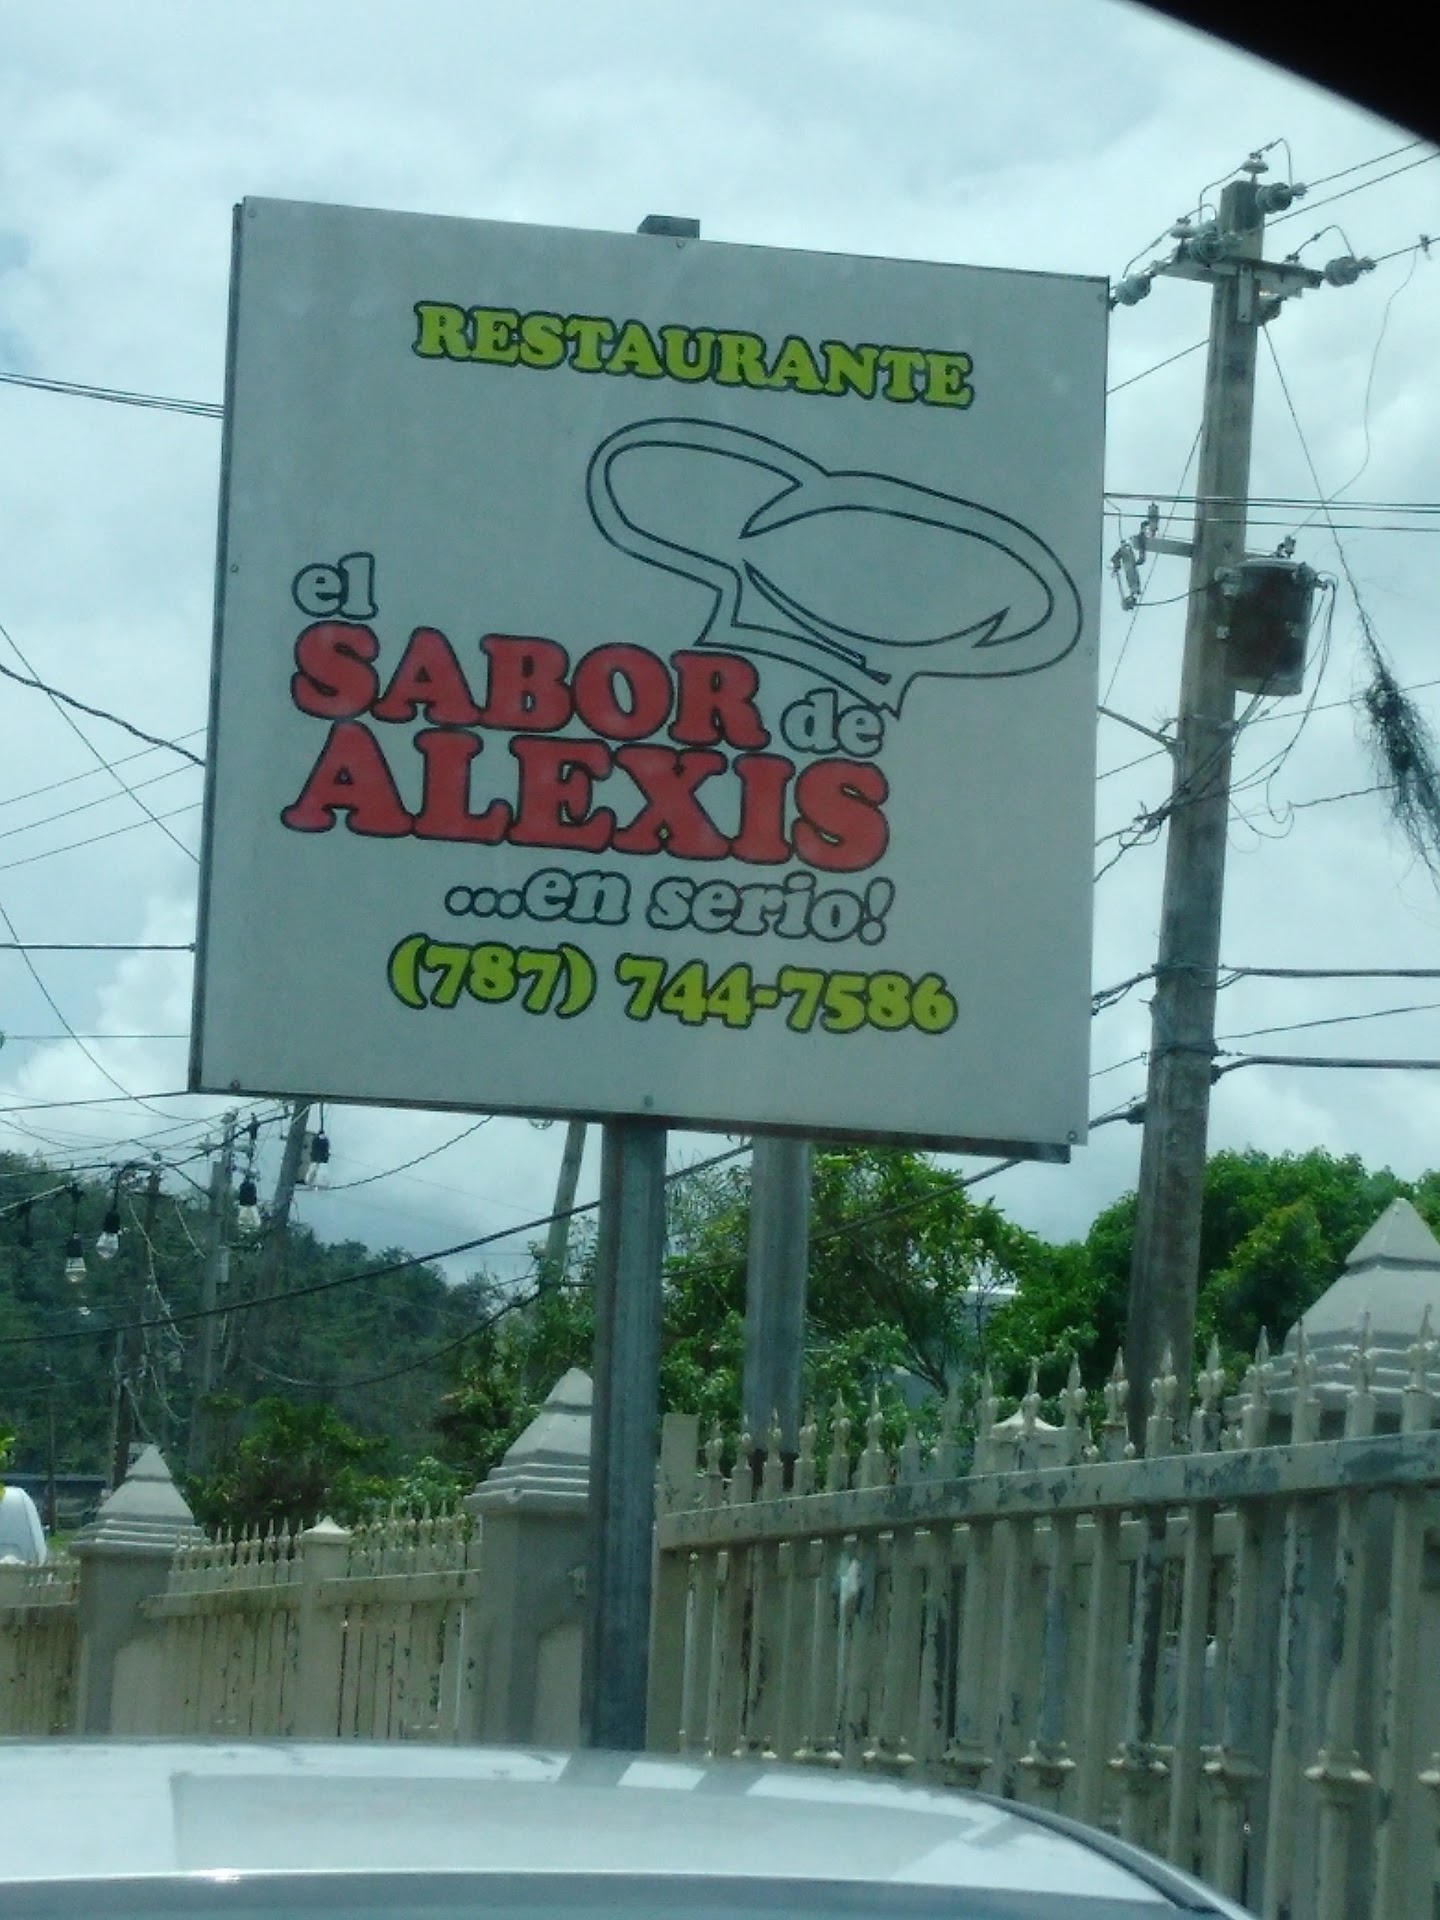 RESTAURANTE
el
SABOR de
ALEXIS
...en serio!
(787) 744-7586